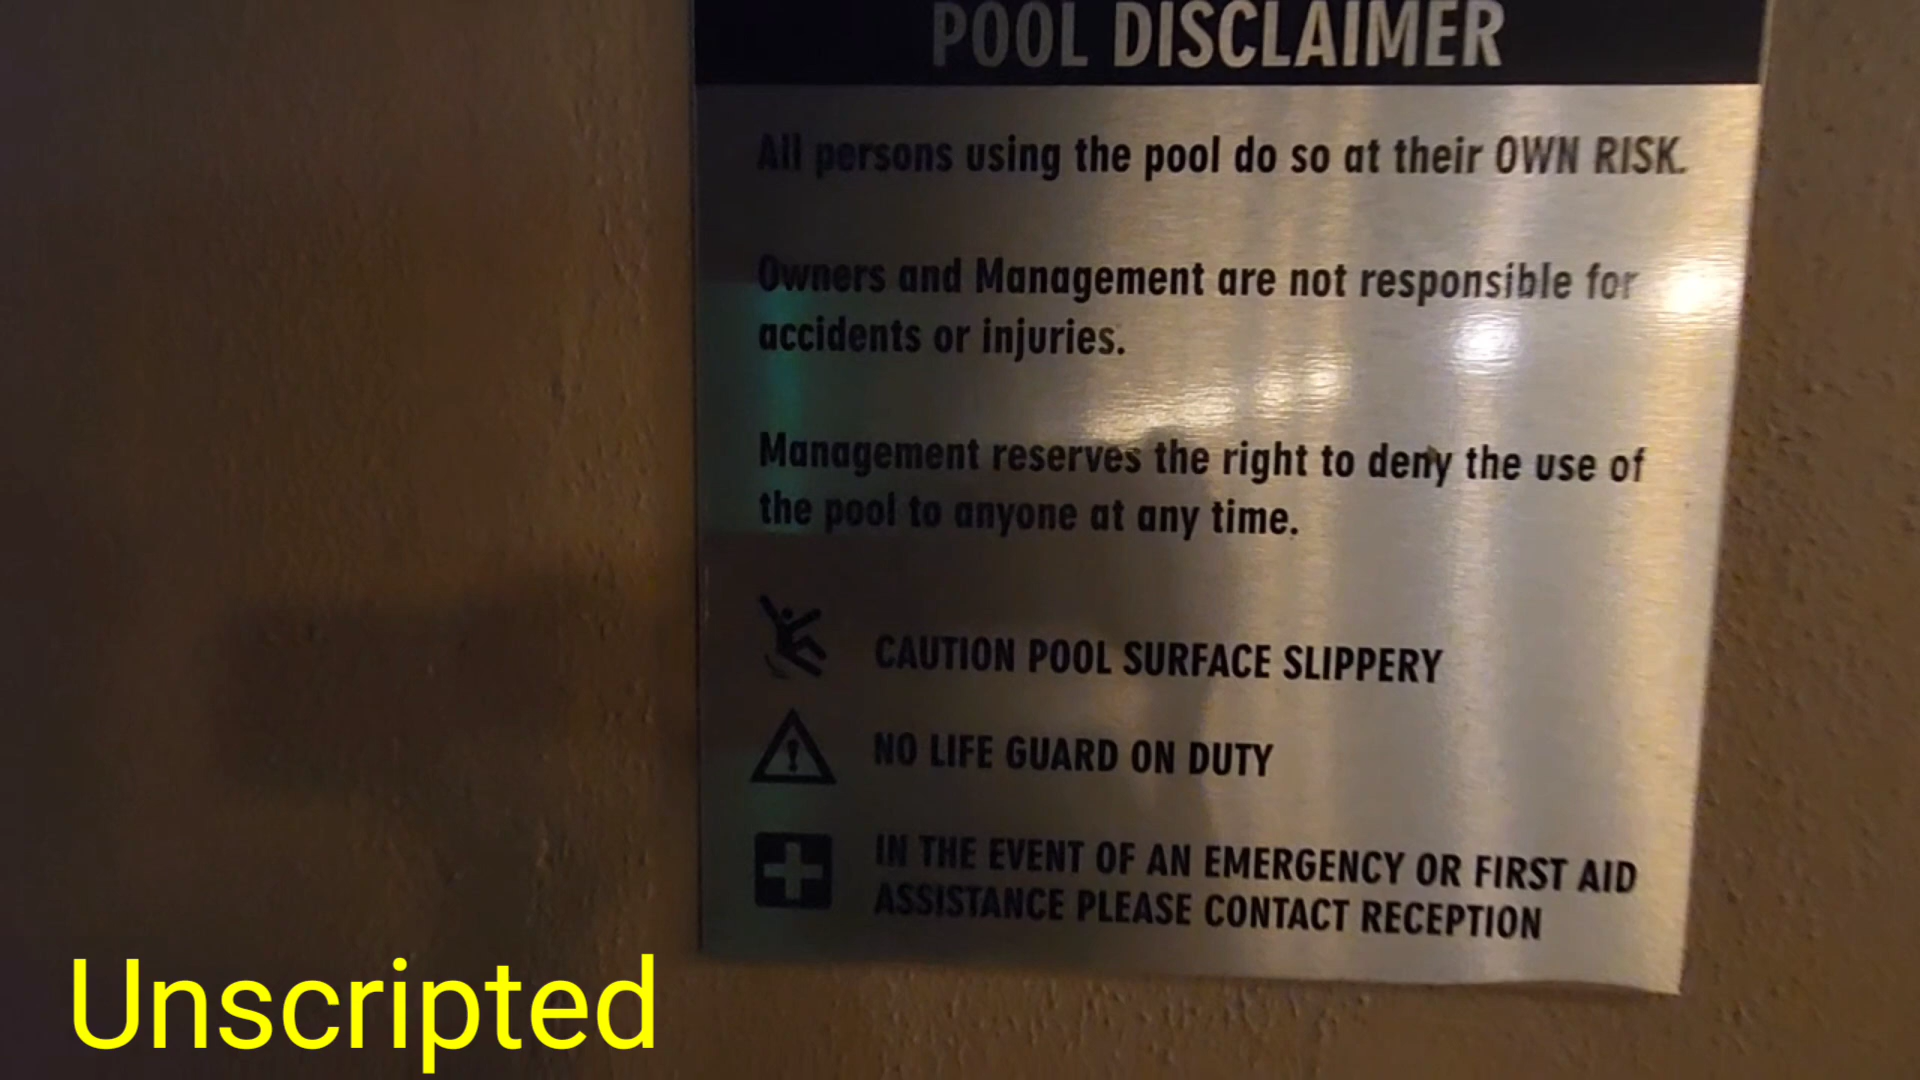 POOL DISCLAIMER
All persons using the pool do so at their OWN RISK.
Owners and Management are not responsible for
accidents or injuries.
Management reserves the right to deny the use of
the pool to anyone at any time.
CAUTION POOL SURFACE SLIPPERY
NO LIFE GUARD ON DUTY
IN THE EVENT OF AN EMERGENCY OR FIRST AID
ASSISTANCE PLEASE CONTACT RECEPTION
Unscripted